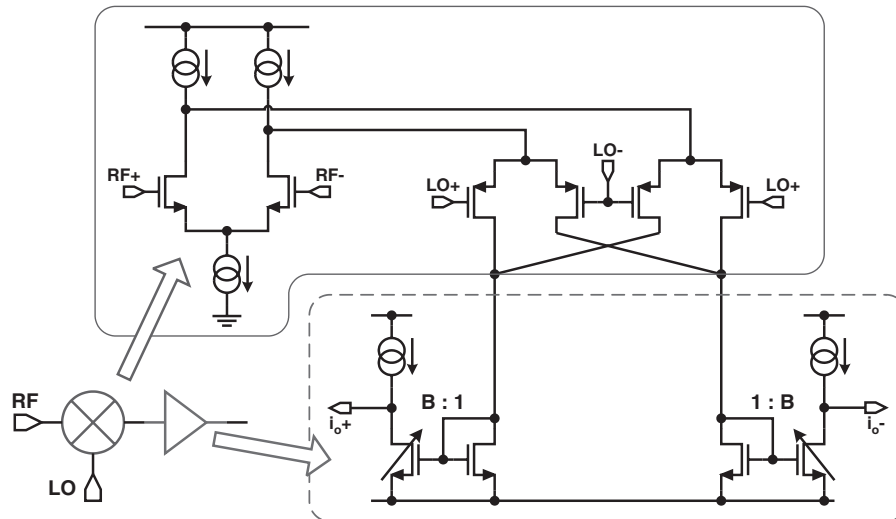 RF+
RF-
LO-
LO+
LO+
B : 1
1 : B
io+
io-
RF
LO